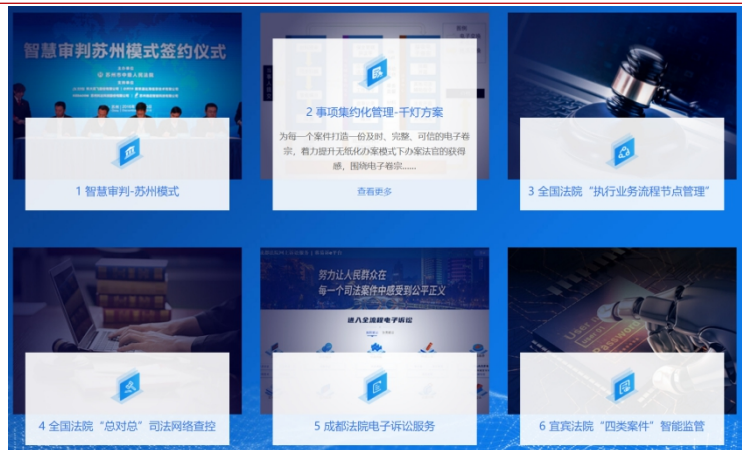 智慧审判苏州模式签约仪式
1 智慧审判-苏州模式
2 事项集约化管理-千灯方案
为每一个案件打造一份及时、完整、可信的电子卷
宗，着力提升无纸化办案模式下办案法官的获得
感，围绕电子卷宗......
查看更多
3 全国法院“执行业务流程节点管理”
4 全国法院“总对总”司法网络查控
努力让人民群众在
每一个司法案件中感受到公平正义
进入全流程电子诉讼
5 成都法院电子诉讼服务
Password
6 宜宾法院“四类案件”智能监管